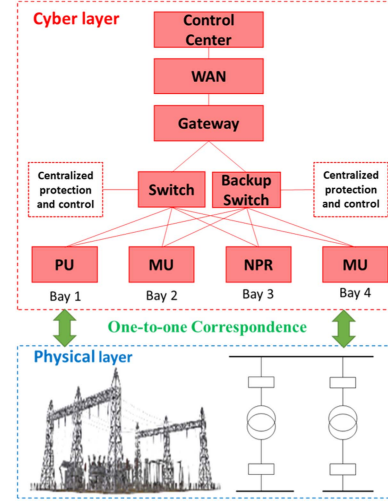 Cyber layer
Control
Center
WAN
Gateway
Centralized
protection
and control
Switch
Backup
Switch
Centralized
protection
and control
PU
MU
NPR
MU
Bay 1
Bay 2
Bay 3
Bay 4
One-to-one Correspondence
Physical layer